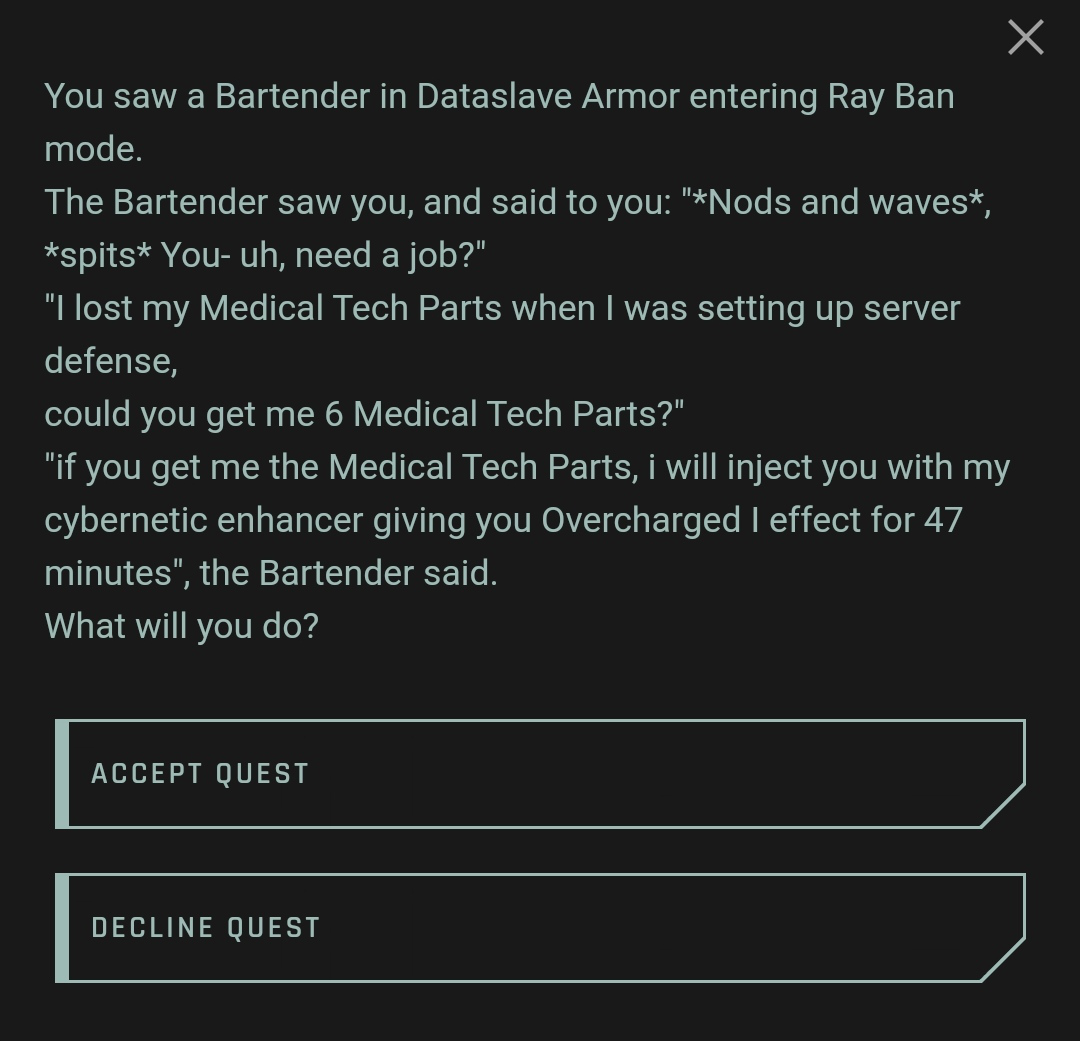 You saw a Bartender in Dataslave Armor entering Ray Ban
mode.
The Bartender saw you, and said to you: "*Nods and waves*,
*spits* You- uh, need a job?"
"I lost my Medical Tech Parts when I was setting up server
defense,
could you get me 6 Medical Tech Parts?"
"if you get me the Medical Tech Parts, i will inject you with my
cybernetic enhancer giving you Overcharged I effect for 47
minutes", the Bartender said.
What will you do?
ACCEPT QUEST
DECLINE QUEST